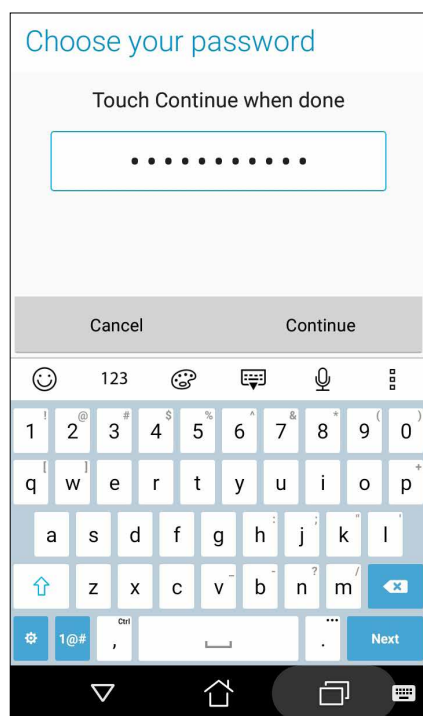 Choose your password
Touch Continue when done
•••••••••••
Cancel Continue
123
! @ # $ % ^ & * ( )
1 2 3 4 5 6 7 8 9 0
[ ] +
q w e r t y u i o p
: ; " '
a s d f g h j k l
_ - ? /
z x c v b n m
Ctrl •••
1@# , . Next